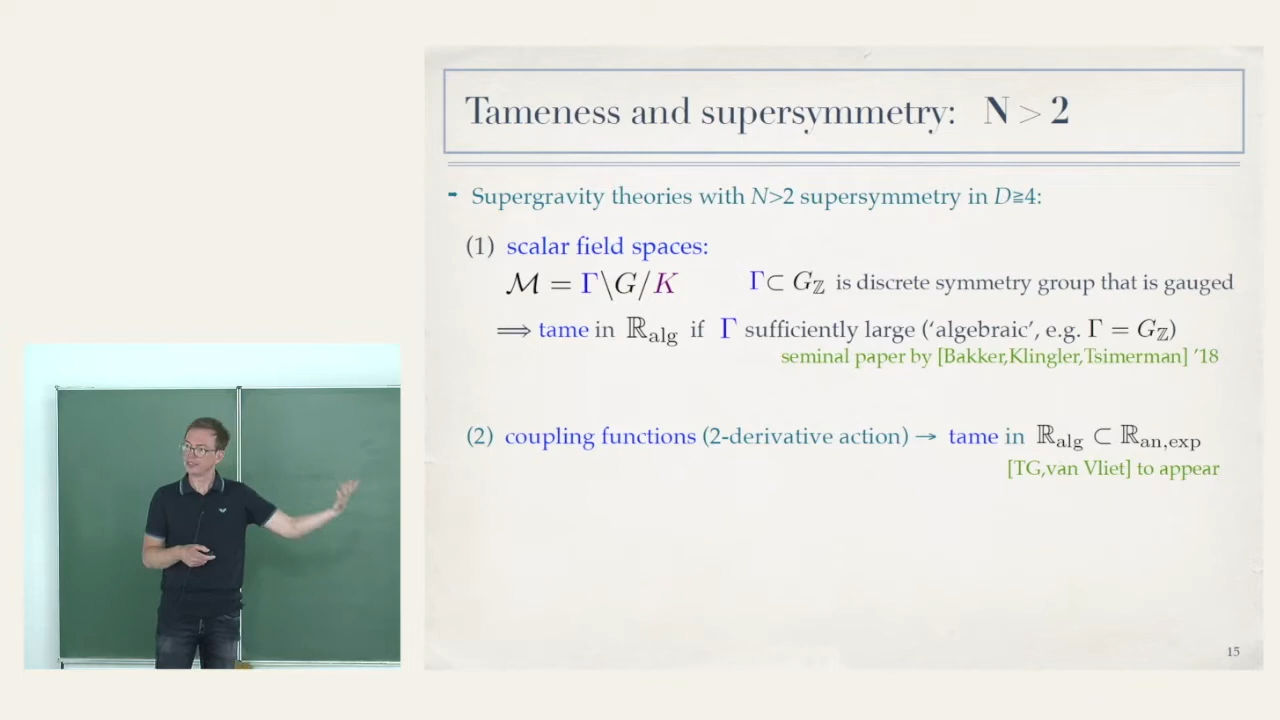 Tameness and supersymmetry: N > 2
➡ Supergravity theories with N>2 supersymmetry in D≧4:
(1) scalar field spaces:
ℳ = Γ\G/K Γ⊂ G_ℤ is discrete symmetry group that is gauged
⟹ tame in ℝ_alg if Γ sufficiently large (‘algebraic’, e.g. Γ = G_ℤ)
seminal paper by [Bakker,Klingler,Tsimerman] ’18
(2) coupling functions (2-derivative action) → tame in ℝ_alg ⊂ ℝ_an,exp
[TG,van Vliet] to appear
15